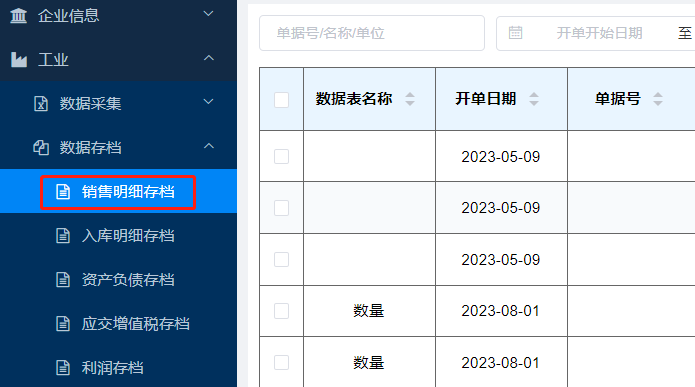 企业信息
工业
数据采集
数据存档
销售明细存档
入库明细存档
资产负债存档
应交增值税存档
利润存档
单据号/名称/单位 开单开始日期 至
数据表名称 开单日期 单据号
2023-05-09
2023-05-09
2023-05-09
数量 2023-08-01
数量 2023-08-01